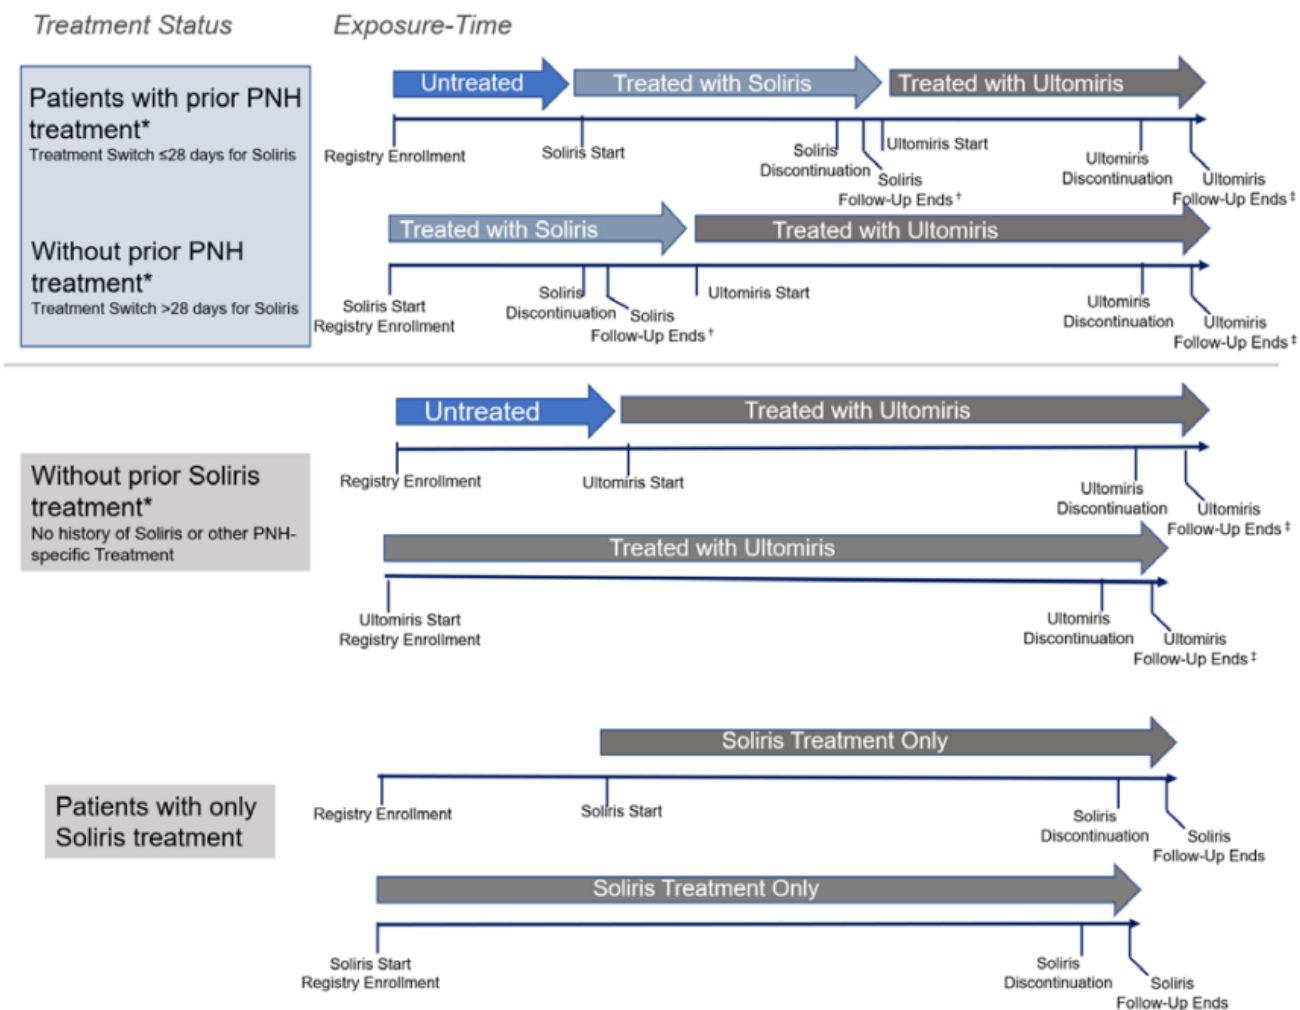 Treatment Status
Exposure-Time
Patients with prior PNH
treatment*
Treatment Switch ≤28 days for Soliris
Untreated
Treated with Soliris
Treated with Ultomiris
Registry Enrollment
Soliris Start
Soliris
Discontinuation
Soliris
Follow-Up Ends †
Ultomiris Start
Ultomiris
Discontinuation
Ultomiris
Follow-Up Ends ‡
Without prior PNH
treatment*
Treatment Switch >28 days for Soliris
Treated with Soliris
Treated with Ultomiris
Soliris Start
Registry Enrollment
Soliris
Discontinuation
Soliris
Follow-Up Ends †
Ultomiris Start
Ultomiris
Discontinuation
Ultomiris
Follow-Up Ends ‡
Without prior Soliris
treatment*
No history of Soliris or other PNH-
specific Treatment
Untreated
Treated with Ultomiris
Registry Enrollment
Ultomiris Start
Ultomiris
Discontinuation
Ultomiris
Follow-Up Ends ‡
Treated with Ultomiris
Ultomiris Start
Registry Enrollment
Ultomiris
Discontinuation
Ultomiris
Follow-Up Ends ‡
Patients with only
Soliris treatment
Soliris Treatment Only
Registry Enrollment
Soliris Start
Soliris
Discontinuation
Soliris
Follow-Up Ends
Soliris Treatment Only
Soliris Start
Registry Enrollment
Soliris
Discontinuation
Soliris
Follow-Up Ends